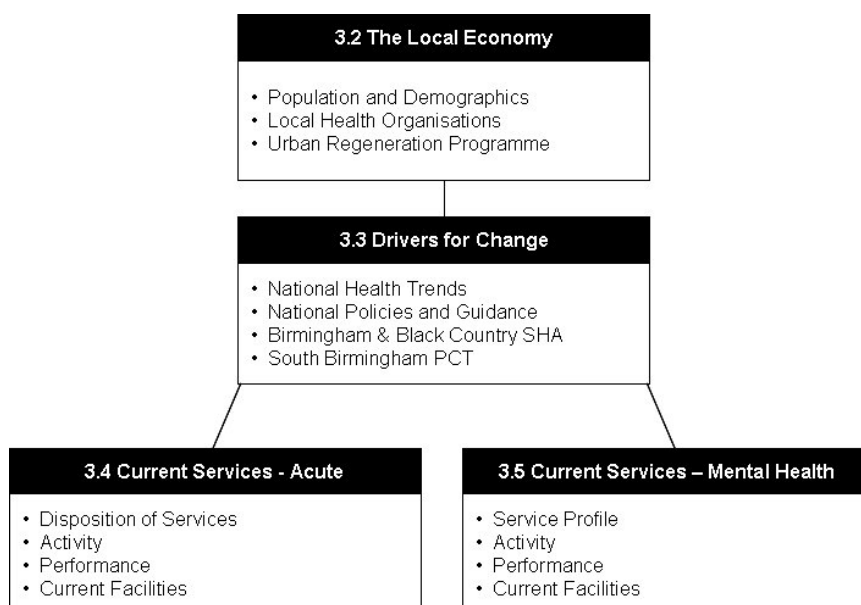 3.2 The Local Economy
• Population and Demographics
• Local Health Organisations
• Urban Regeneration Programme
3.3 Drivers for Change
• National Health Trends
• National Policies and Guidance
• Birmingham & Black Country SHA
• South Birmingham PCT
3.4 Current Services - Acute
• Disposition of Services
• Activity
• Performance
• Current Facilities
3.5 Current Services – Mental Health
• Service Profile
• Activity
• Performance
• Current Facilities